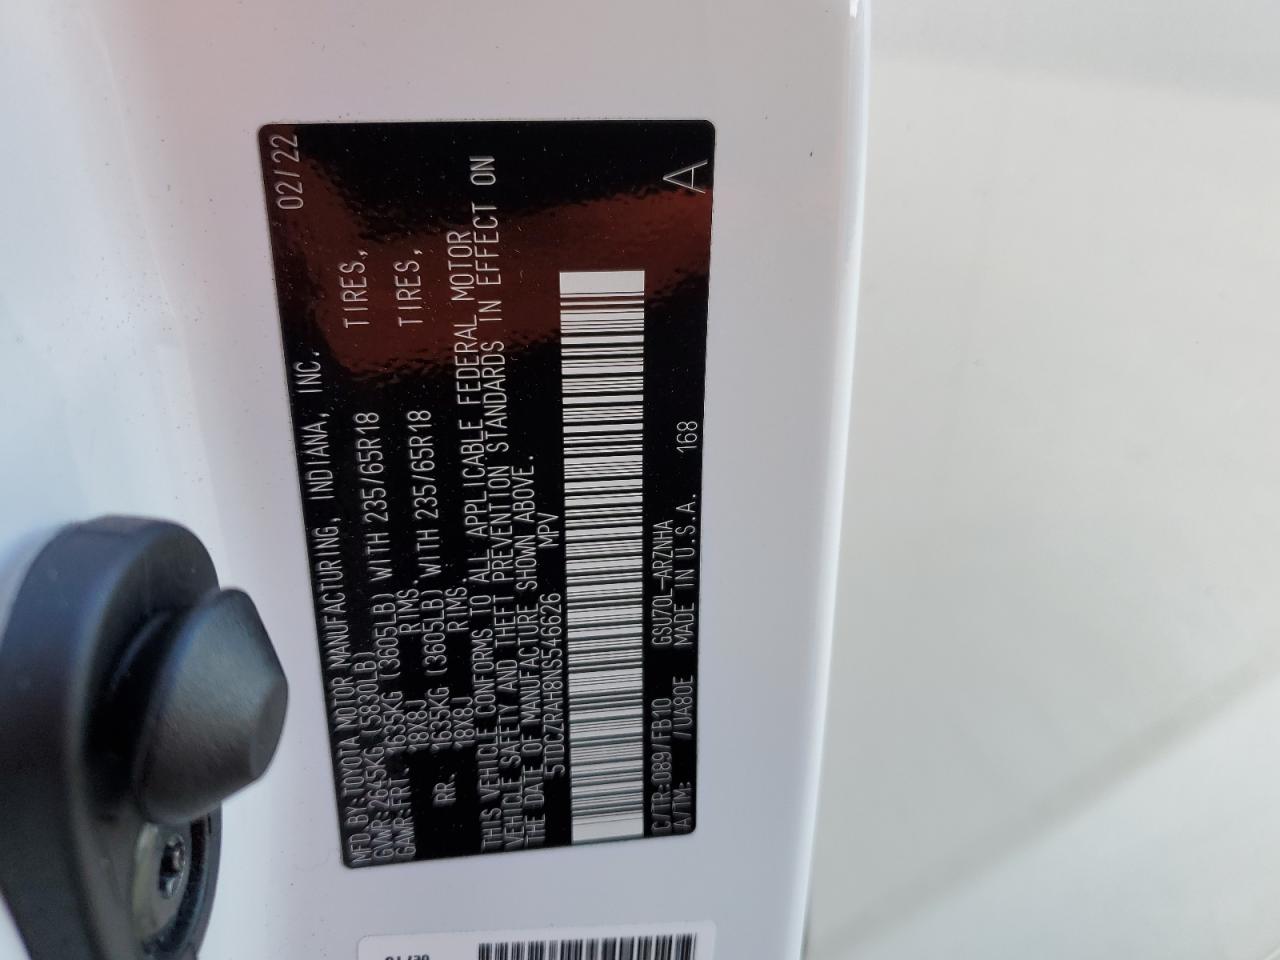 MFD.BY:TOYOTA MOTOR MANUFACTURING, INDIANA, INC. 02/22
GVWR:2645KG (5830LB)
GAWR:FRT. 1635KG (3605LB) WITH 235/65R18 TIRES,
18X8J RIMS.
RR. 1635KG (3605LB) WITH 235/65R18 TIRES,
18X8J RIMS.
THIS VEHICLE CONFORMS TO ALL APPLICABLE FEDERAL MOTOR
VEHICLE SAFETY AND THEFT PREVENTION STANDARDS IN EFFECT ON
THE DATE OF MANUFACTURE SHOWN ABOVE.
5TDCZRAH8NS546626 MPV
C/TR:089/FB10 GSU70L-ARZNHA
A/TM: /UA80E MADE IN U.S.A. 168 A